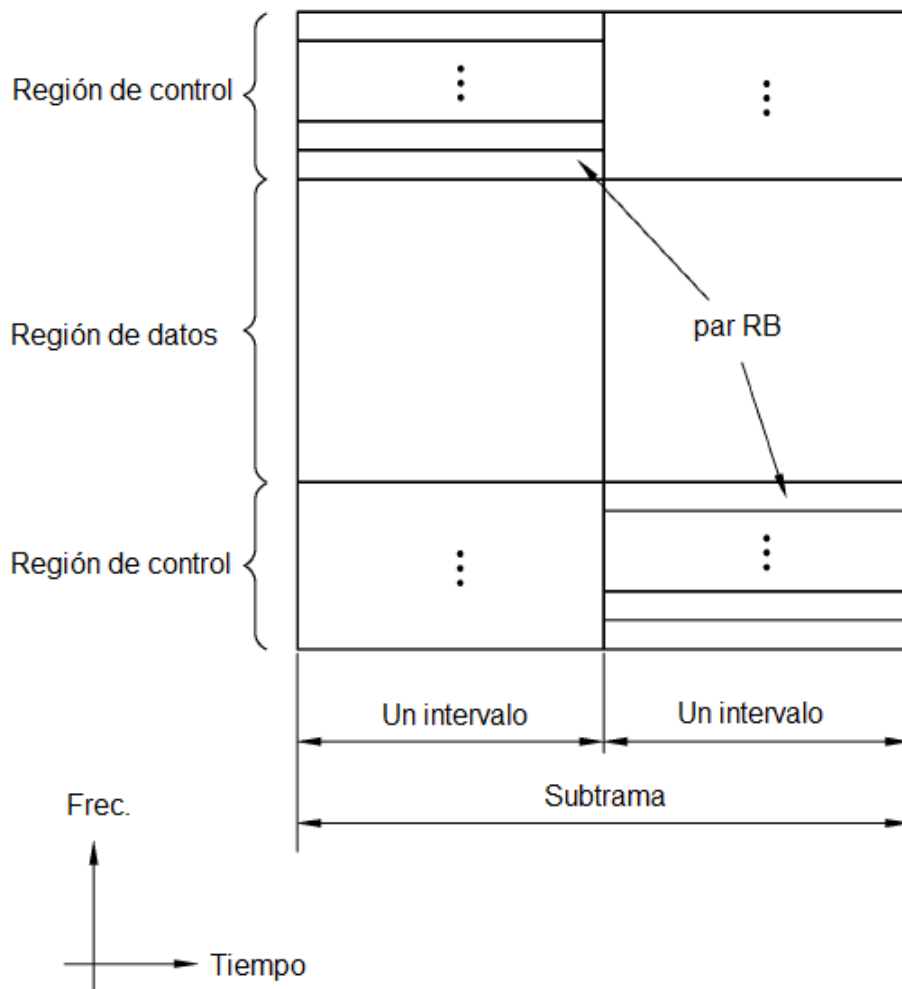 Región de control
Región de datos
par RB
Región de control
Un intervalo
Un intervalo
Subtrama
Frec.
Tiempo